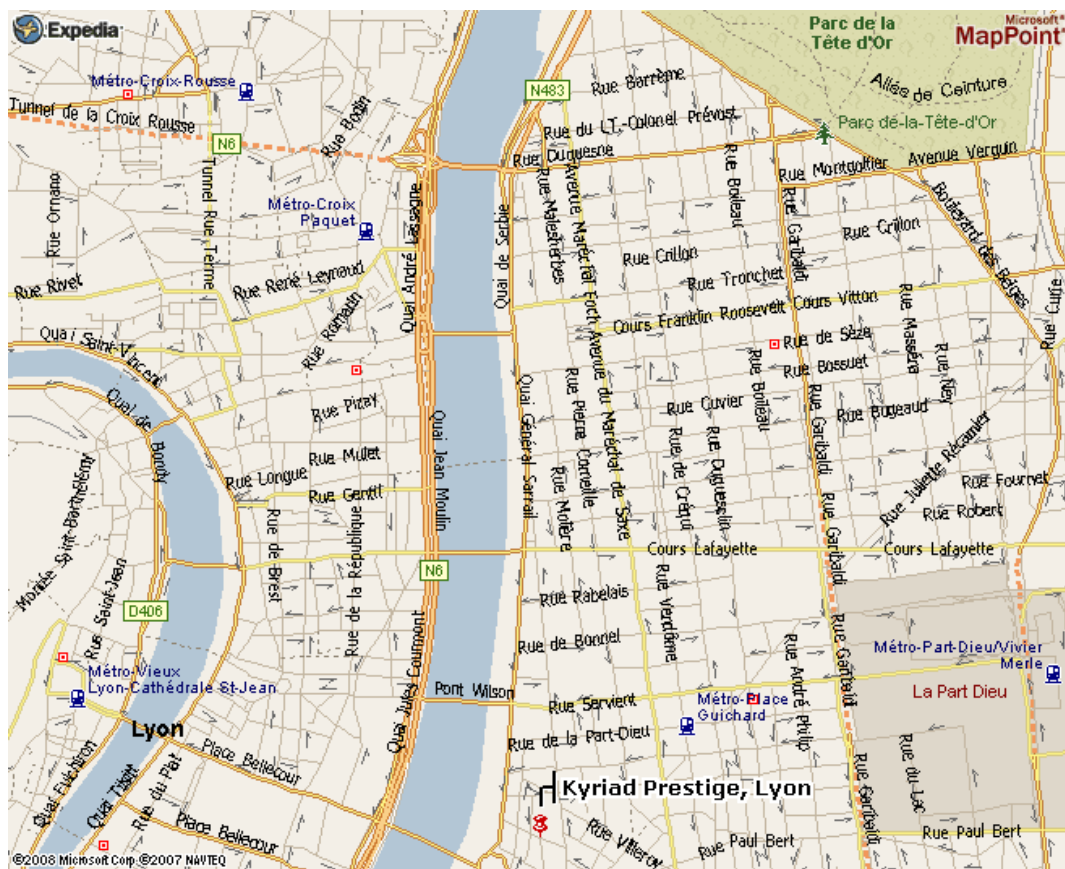 Expedia
Parc de la
Tête d'Or
Microsoft®
MapPoint®
Métro-Croix-Rousse
N483
Rue Barrème
Allés de Ceinture
Tunnel de la Croix Rousse
Rue Bodin
Rue du LT.-Colonel Prévost
Parc de-la-Tête-d'Or
N6
Rue Duquesne
Rue Montgolfier
Avenue Verguin
Rue Ornano
Tunnel Rue Terme
Métro-Croix
Paquet
Quai André Lassagne
Quai de Serbie
Rue Malesherbes
Avenue Maréchal Foch
Rue Boileau
Rue Garibaldi
Boulevard des Belges
Rue Crillon
Rue Crillon
Rue Rivet
Rue René Leynaud
Rue Tronchet
Rue Romarin
Cours Franklin Roosevelt
Cours Vitton
Rue Masséna
Rue Cuire
Quai Saint-Vincent
Rue de Sèze
Rue Bossuet
Rue Ney
Quai de Bondy
Rue Pizay
Quai Jean Moulin
Quai Général Sarrail
Rue Pierre Corneille
Avenue du Maréchal de Saxe
Rue Cuvier
Rue Boileau
Rue Garibaldi
Rue Bugeaud
Rue Juliette Récamier
Rue Longue
Rue Mulet
Rue Gentil
Rue Molière
Rue de Créqui
Rue Duguesclin
Rue Fournet
Rue Robert
Montée Saint-Barthélemy
Rue de Brest
Rue de la République
Rue Garibaldi
Cours Lafayette
Cours Lafayette
N6
D406
Rue Saint-Jean
Rue Rabelais
Rue Vendôme
Rue de Bonnel
Rue André Philip
Rue Garibaldi
Métro-Part-Dieu/Vivier
Merle
Métro-Vieux
Lyon-Cathédrale St-Jean
Quai Jules Courmont
Pont Wilson
Rue Servient
Métro-Place
Guichard
La Part Dieu
Lyon
Rue de la Part-Dieu
Quai Fulchiron
Quai Tilsitt
Rue du Plat
Place Bellecour
Place Bellecour
Kyriad Prestige, Lyon
Rue du Lac
Rue Garibaldi
Rue Villeroy
Rue Paul Bert
Rue Paul Bert
©2008 Microsoft Corp ©2007 NAVTEQ